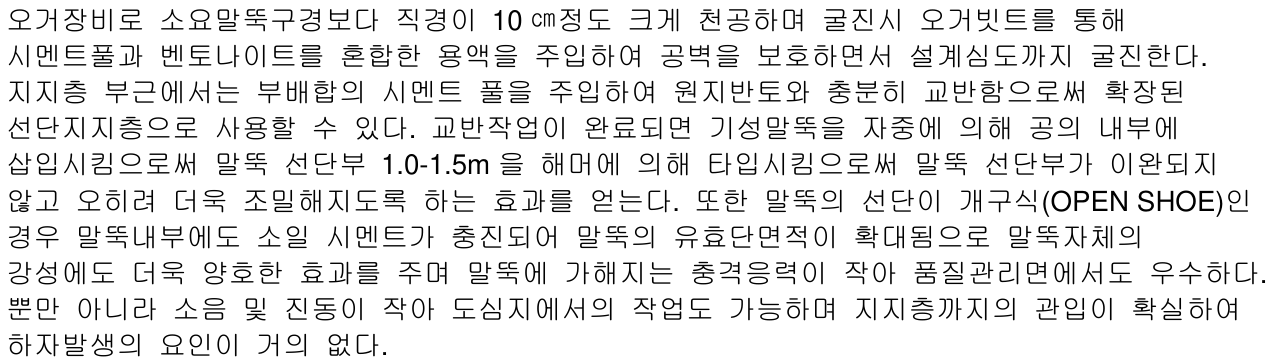 오거장비로 소요말뚝구경보다 직경이 10㎝정도 크게 천공하며 굴진시 오거빗트를 통해
시멘트풀과 벤토나이트를 혼합한 용액을 주입하여 공벽을 보호하면서 설계심도까지 굴진한다.
지지층 부근에서는 부배합의 시멘트 풀을 주입하여 원지반토와 충분히 교반함으로써 확장된
선단지지층으로 사용할 수 있다. 교반작업이 완료되면 기성말뚝을 자중에 의해 공의 내부에
삽입시킴으로써 말뚝 선단부 1.0-1.5m 을 해머에 의해 타입시킴으로써 말뚝 선단부가 이완되지
않고 오히려 더욱 조밀해지도록 하는 효과를 얻는다. 또한 말뚝의 선단이 개구식(OPEN SHOE)인
경우 말뚝내부에도 소일 시멘트가 충진되어 말뚝의 유효단면적이 확대됨으로 말뚝자체의
강성에도 더욱 양호한 효과를 주며 말뚝에 가해지는 충격응력이 작아 품질관리면에서도 우수하다.
뿐만 아니라 소음 및 진동이 작아 도심지에서의 작업도 가능하며 지지층까지의 관입이 확실하여
하자발생의 요인이 거의 없다.